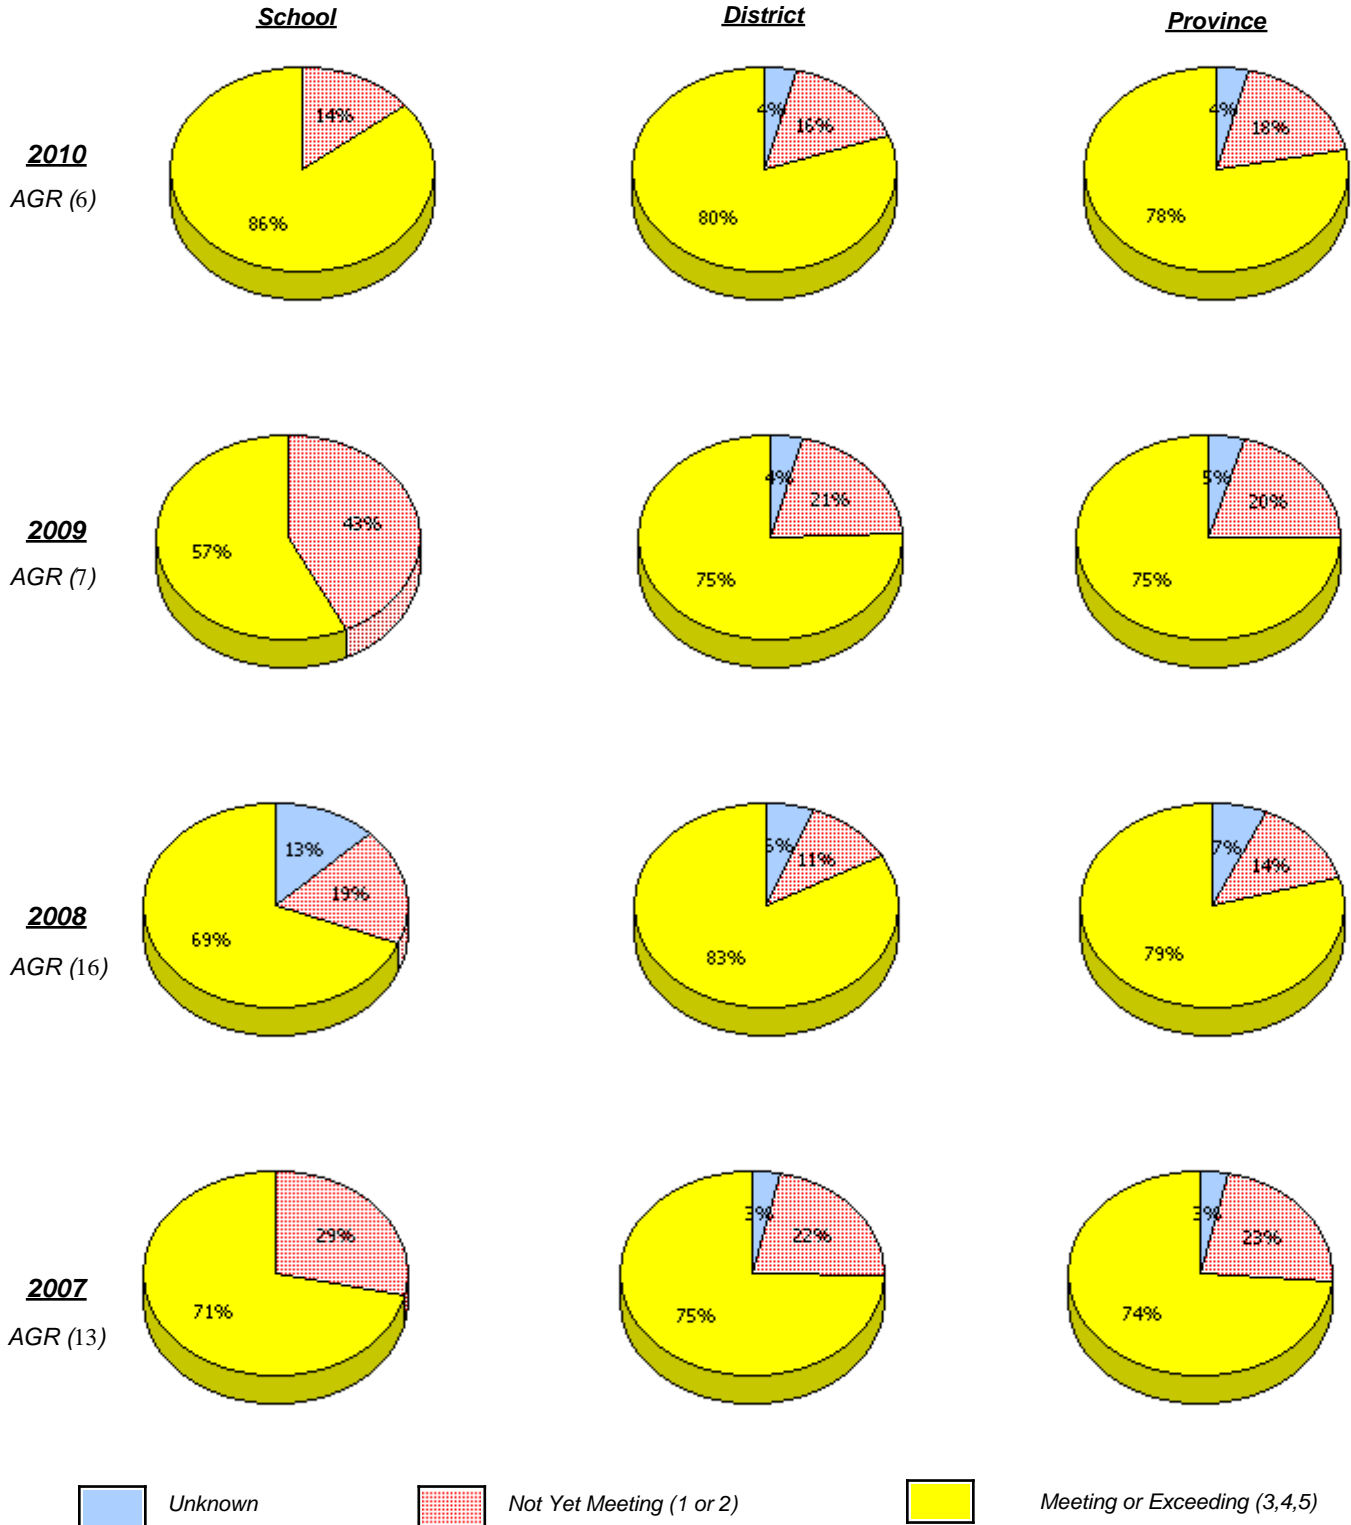 School District Province
4% 4%
14% 16% 18%
2010
AGR (6)
86% 80% 78%
4% 5%
43% 21% 20%
2009
57%
AGR (7)
75% 75%
13% 7%
11% 14%
19%
2008
69%
83% 79%
AGR (16)
3% 3%
29% 22% 23%
2007
71% 75% 74%
AGR (13)
Unknown Not Yet Meeting (1 or 2) Meeting or Exceeding (3,4,5)